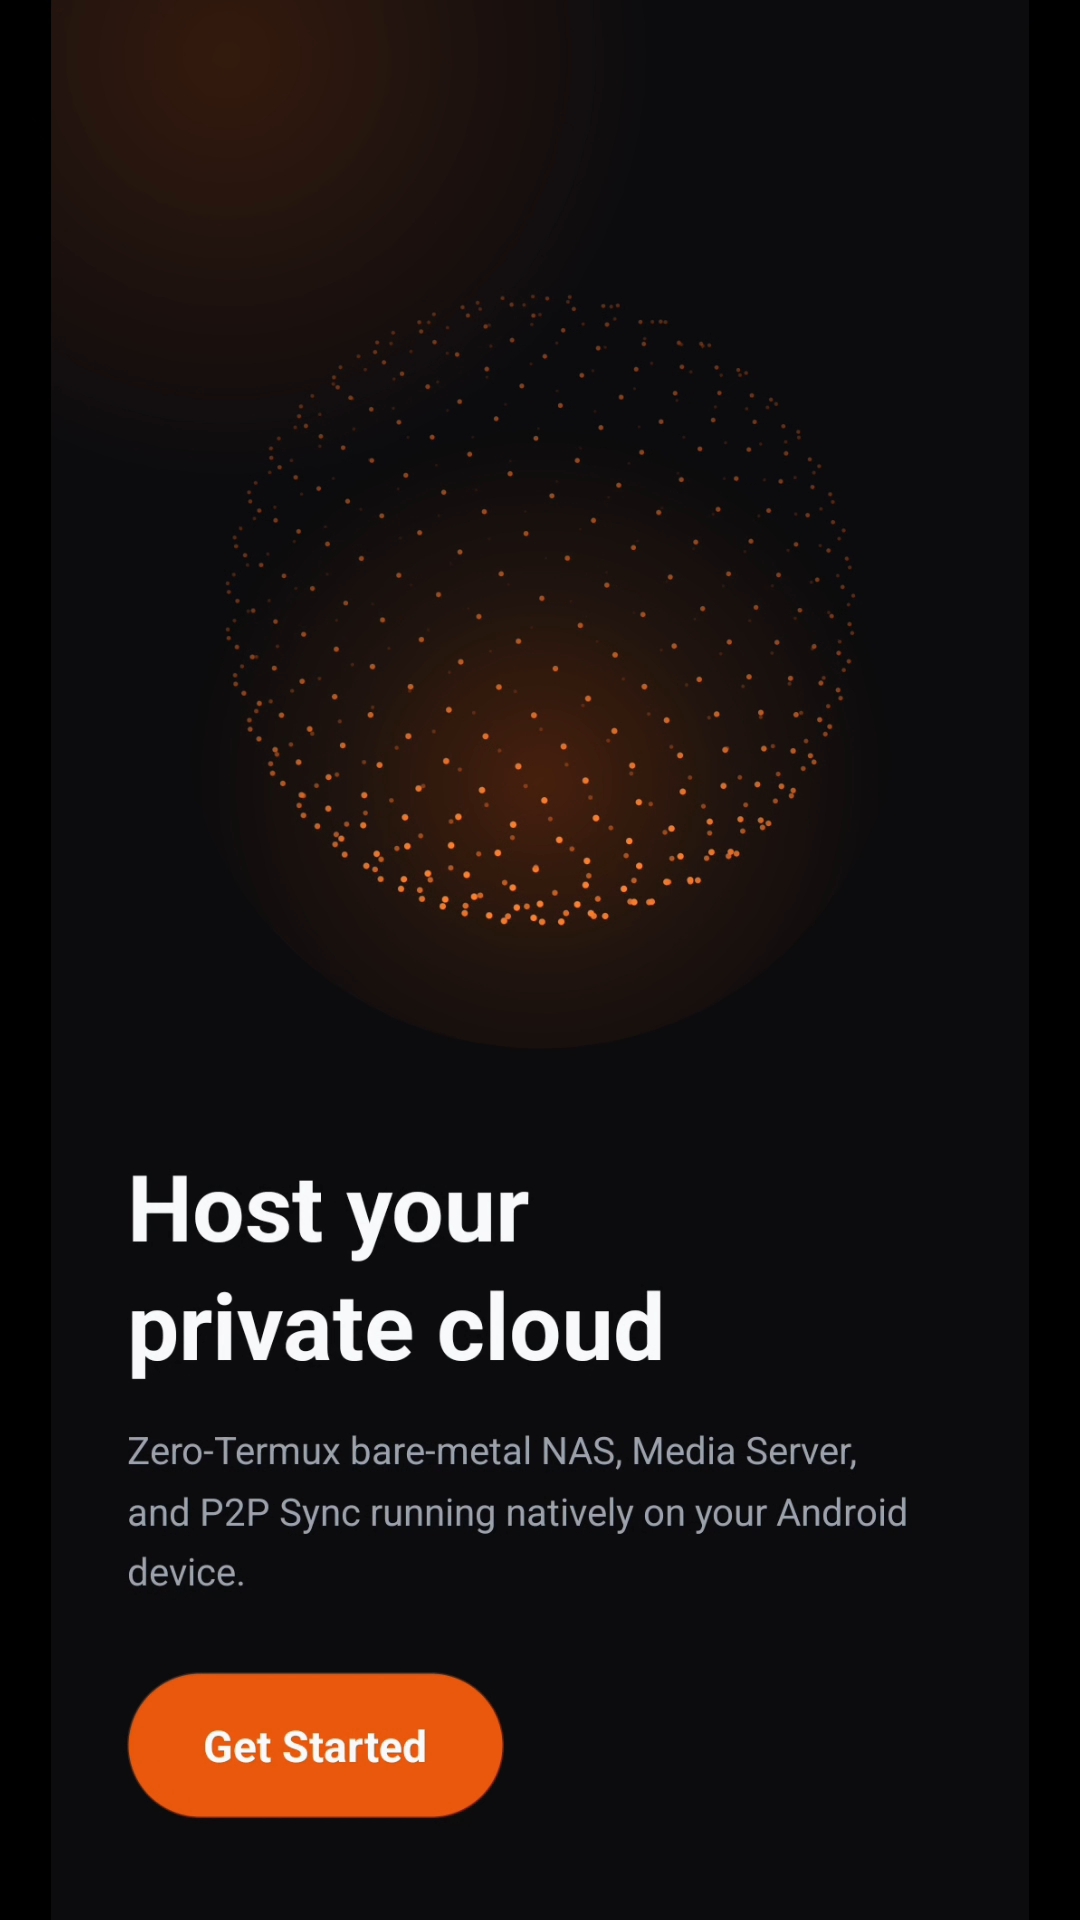 Host your
private cloud
Zero-Termux bare-metal NAS, Media Server,
and P2P Sync running natively on your Android
device.
Get Started